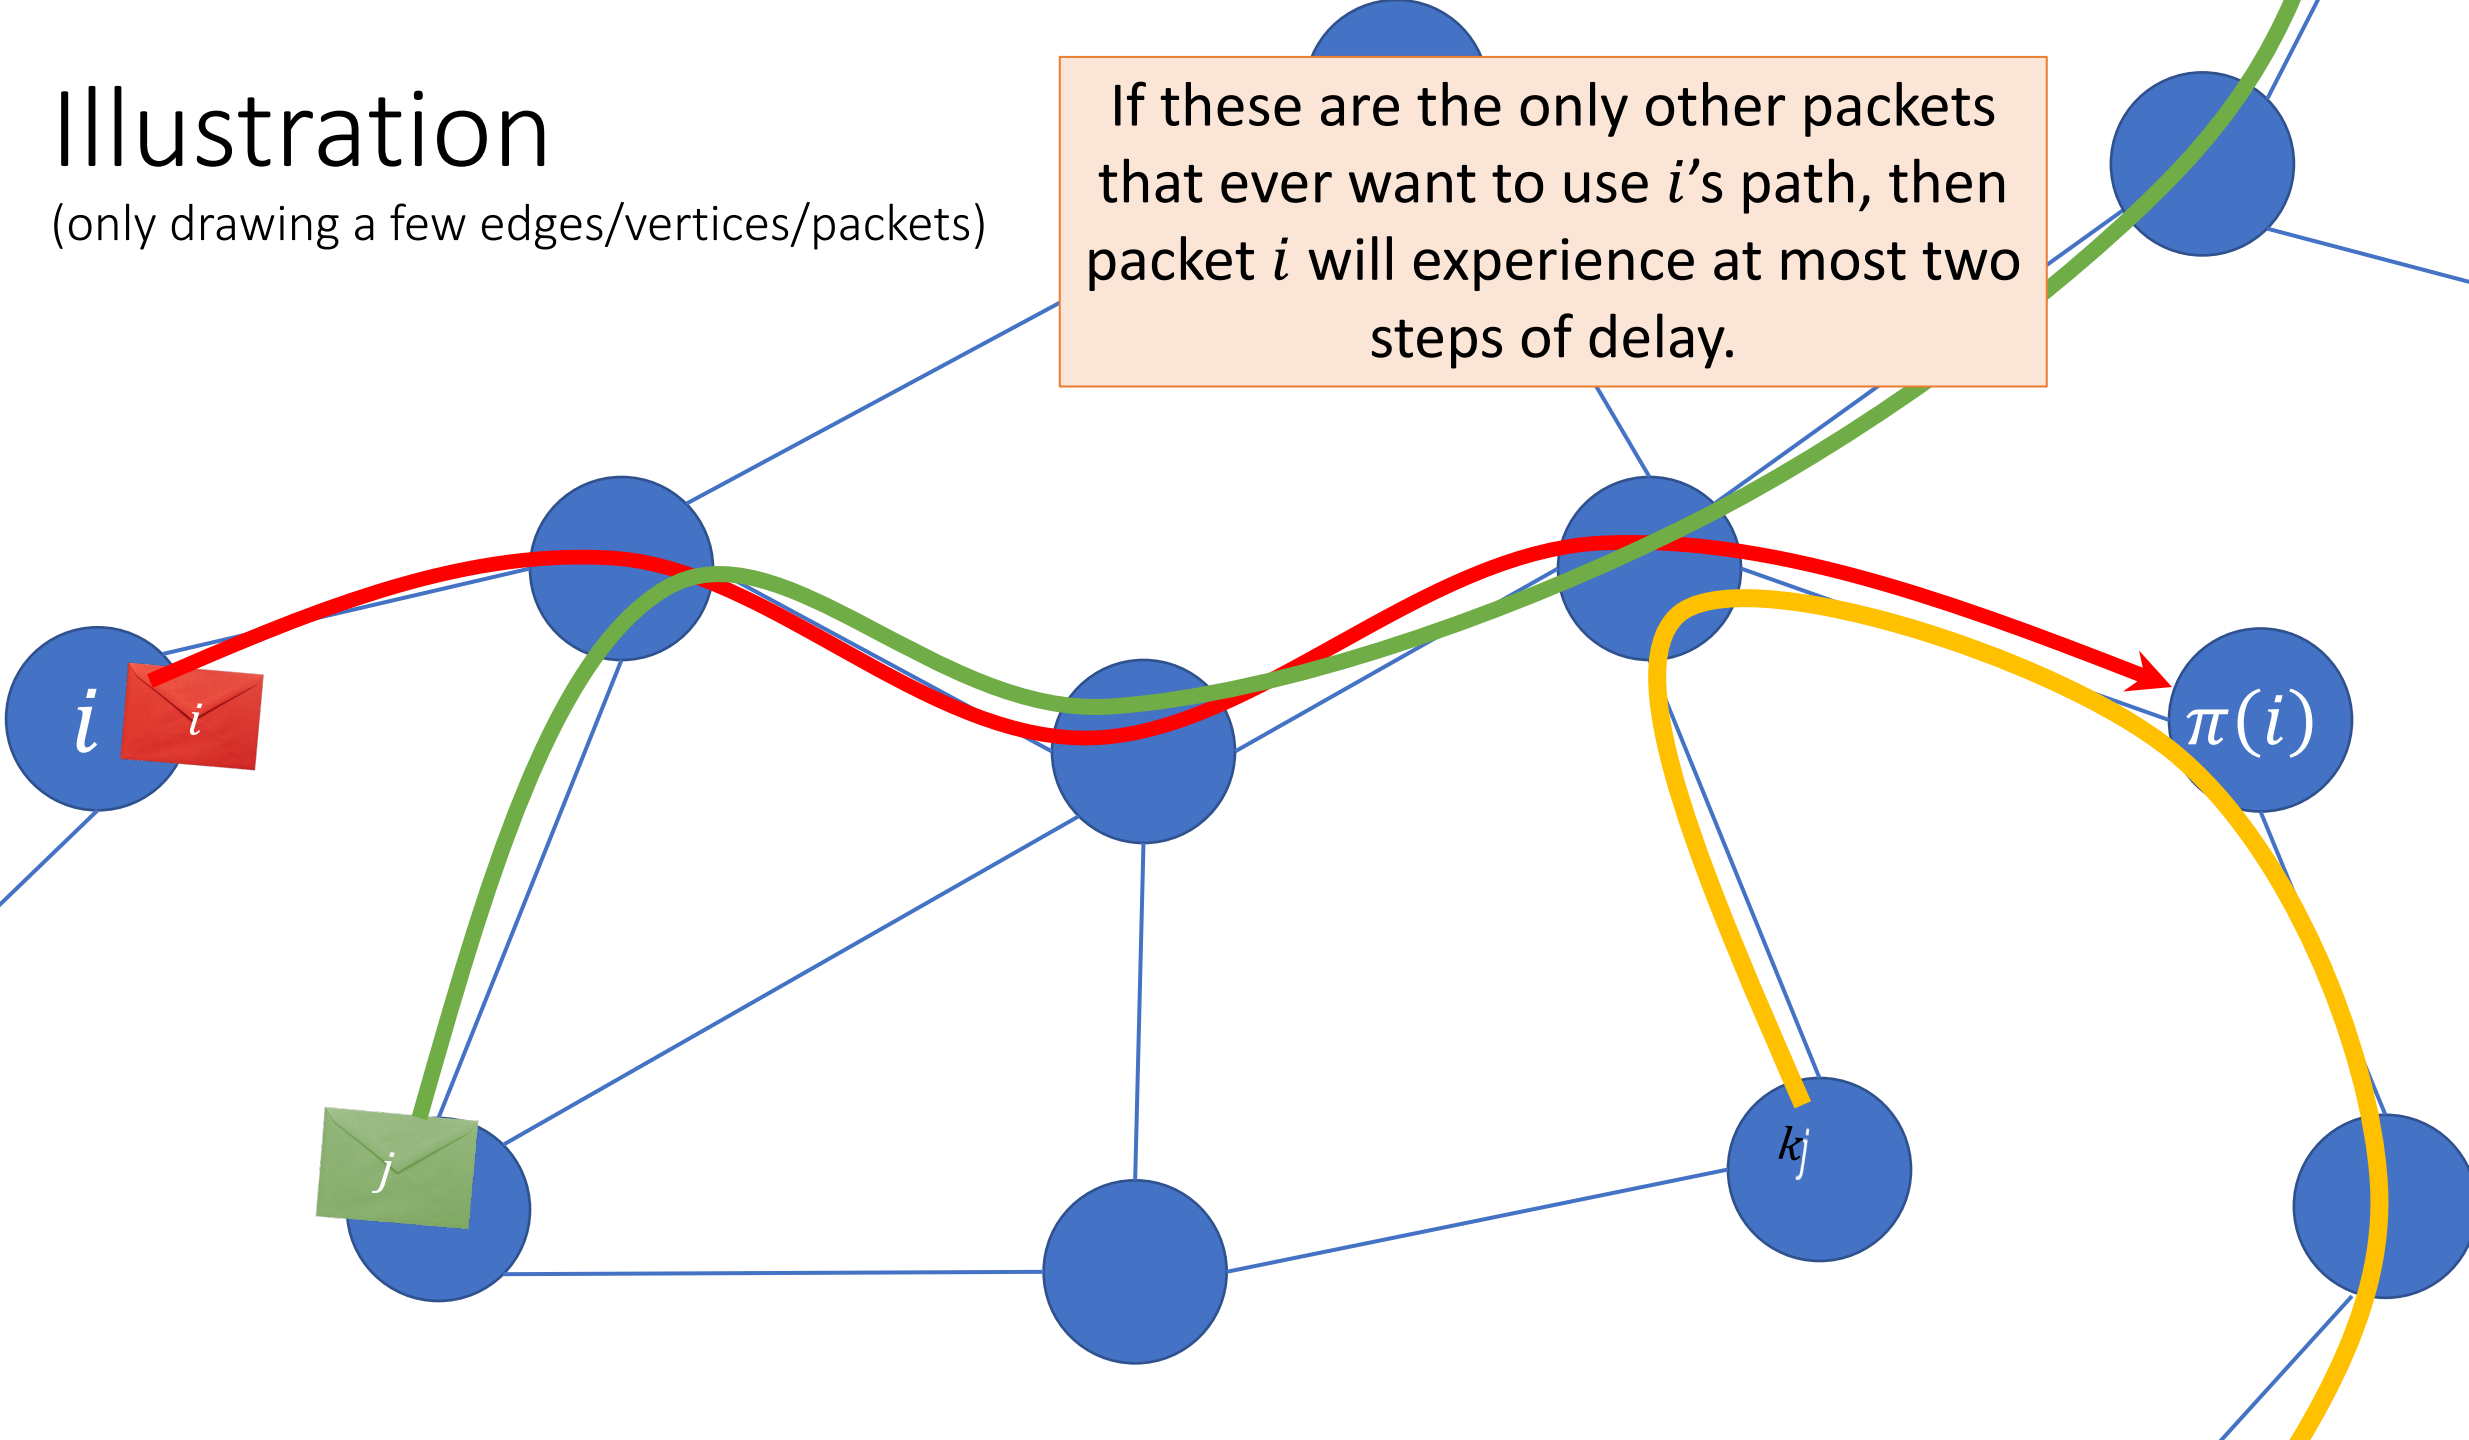 Illustration
(only drawing a few edges/vertices/packets)
If these are the only other packets
that ever want to use i's path, then
packet i will experience at most two
steps of delay.
i
i
π(i)
j
kj